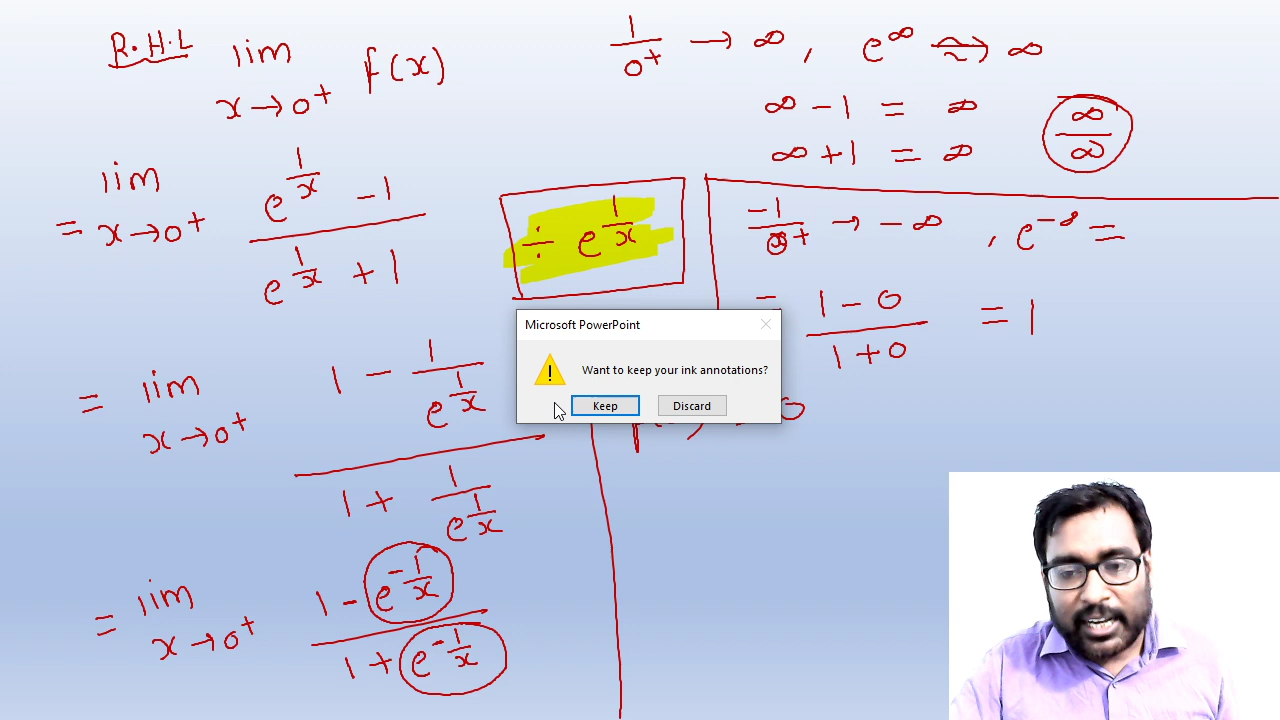 R.H.L lim x→0⁺ f(x)
= lim x→0⁺ (e^(1/x) - 1)/(e^(1/x) + 1)
÷ e^(1/x)
= lim x→0⁺ (1 - 1/e^(1/x))/(1 + 1/e^(1/x))
= lim x→0⁺ (1 - e^(-1/x))/(1 + e^(-1/x))
1/0⁺ → ∞, e^∞ → ∞
∞ - 1 = ∞
∞ + 1 = ∞
∞/∞
→ -∞, e^(-∞) =
= (1 - 0)/(1 + 0) = 1
Microsoft PowerPoint
Want to keep your ink annotations?
Keep Discard